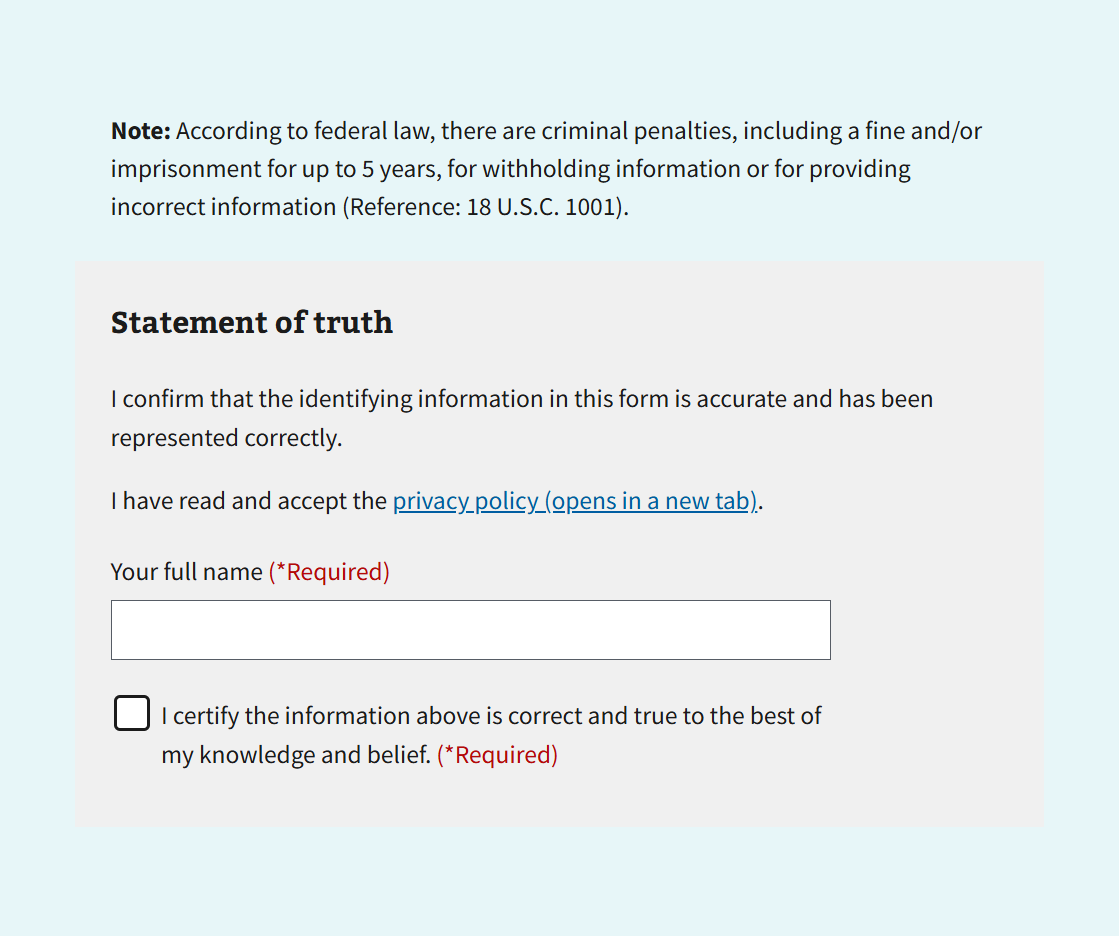 Note: According to federal law, there are criminal penalties, including a fine and/or
imprisonment for up to 5 years, for withholding information or for providing
incorrect information (Reference: 18 U.S.C. 1001).
Statement of truth
I confirm that the identifying information in this form is accurate and has been
represented correctly.
I have read and accept the privacy policy (opens in a new tab).
Your full name (*Required)
I certify the information above is correct and true to the best of
my knowledge and belief. (*Required)